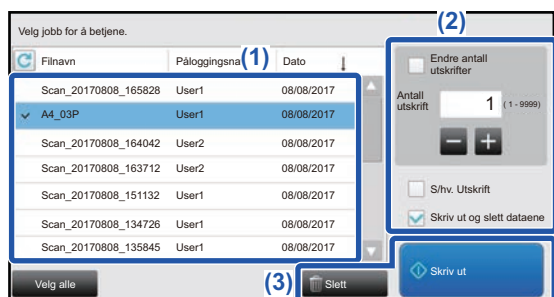 Velg jobb for å betjene.
(2)
Filnavn Påloggingsna (1) Dato
Scan_20170808_165828 User1 08/08/2017
A4_03P User1 08/08/2017
Scan_20170808_164042 User2 08/08/2017
Scan_20170808_163712 User2 08/08/2017
Scan_20170808_151132 User1 08/08/2017
Scan_20170808_134726 User1 08/08/2017
Scan_20170808_135845 User1 08/08/2017
Endre antall
utskrifter
Antall
utskrift
1 (1 - 9999)
S/hv. Utskrift
Skriv ut og slett dataene
Velg alle
(3) Slett
Skriv ut